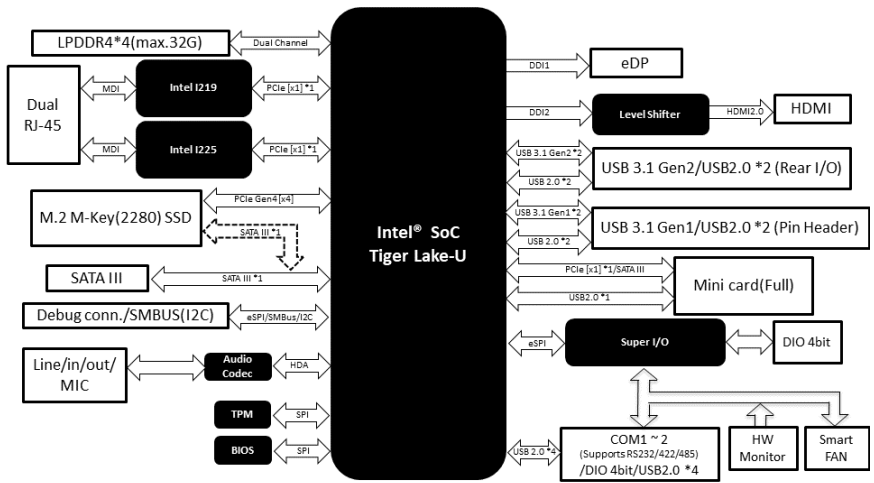 LPDDR4*4(max.32G)
Dual Channel
Dual
RJ-45
MDI
Intel I219
PCIe [x1] *1
MDI
Intel I225
PCIe [x1] *1
M.2 M-Key(2280) SSD
PCIe Gen4 [x4]
SATA III *1
SATA III
SATA III *1
Debug conn./SMBUS(I2C)
eSPI/SMBus/I2C
Line/in/out/
MIC
Audio
Codec
HDA
TPM
SPI
BIOS
SPI
Intel® SoC
Tiger Lake-U
DDI1
eDP
DDI2
Level Shifter
HDMI2.0
HDMI
USB 3.1 Gen2 *2
USB 2.0 *2
USB 3.1 Gen2/USB2.0 *2 (Rear I/O)
USB 3.1 Gen1 *2
USB 2.0 *2
USB 3.1 Gen1/USB2.0 *2 (Pin Header)
PCIe [x1] *1/SATA III
USB2.0 *1
Mini card(Full)
eSPI
Super I/O
DIO 4bit
USB 2.0 *4
COM1 ~ 2
(Supports RS232/422/485)
/DIO 4bit/USB2.0 *4
HW
Monitor
Smart
FAN